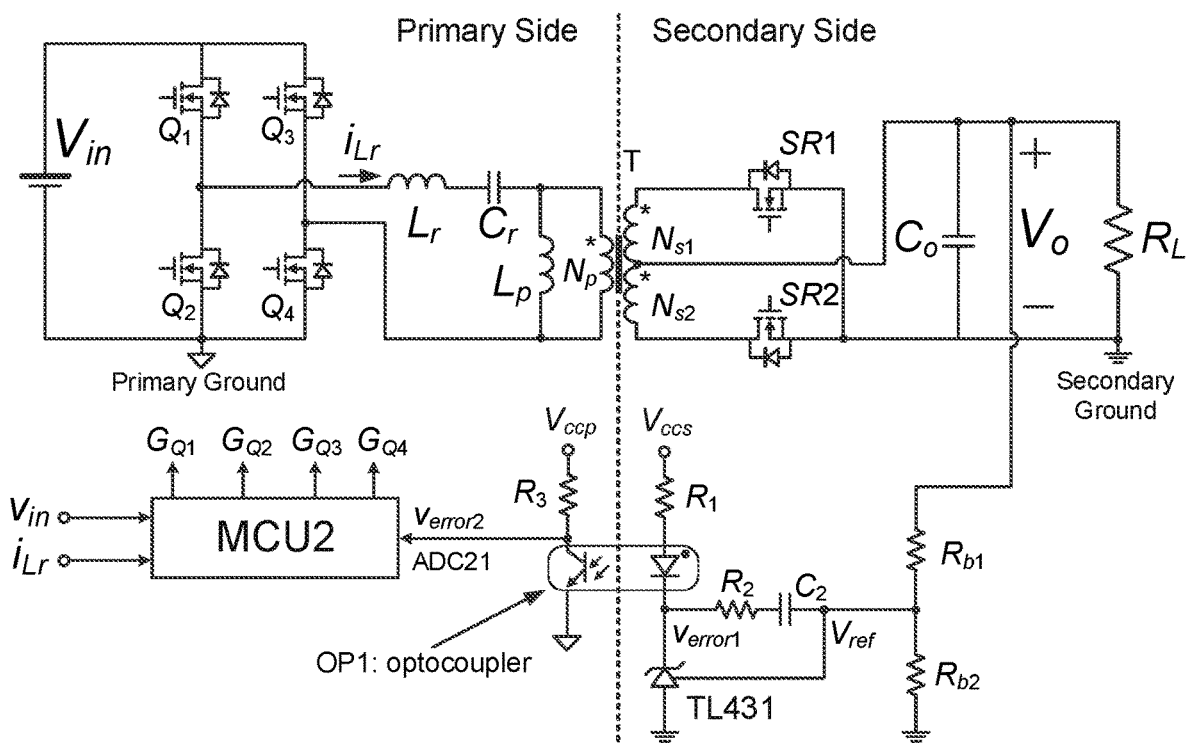 Primary Side
Secondary Side
Q1
Q3
Vin
iLr
Lr
Cr
Lp
Np
*
T
*
Ns1
*
Ns2
SR1
SR2
Co
+
Vo
−
RL
Q2
Q4
Primary Ground
Secondary
Ground
GQ1
GQ2
GQ3
GQ4
Vccp
Vccs
R3
R1
vin
iLr
MCU2
verror2
ADC21
Rb1
R2
C2
verror1
Vref
OP1: optocoupler
Rb2
TL431